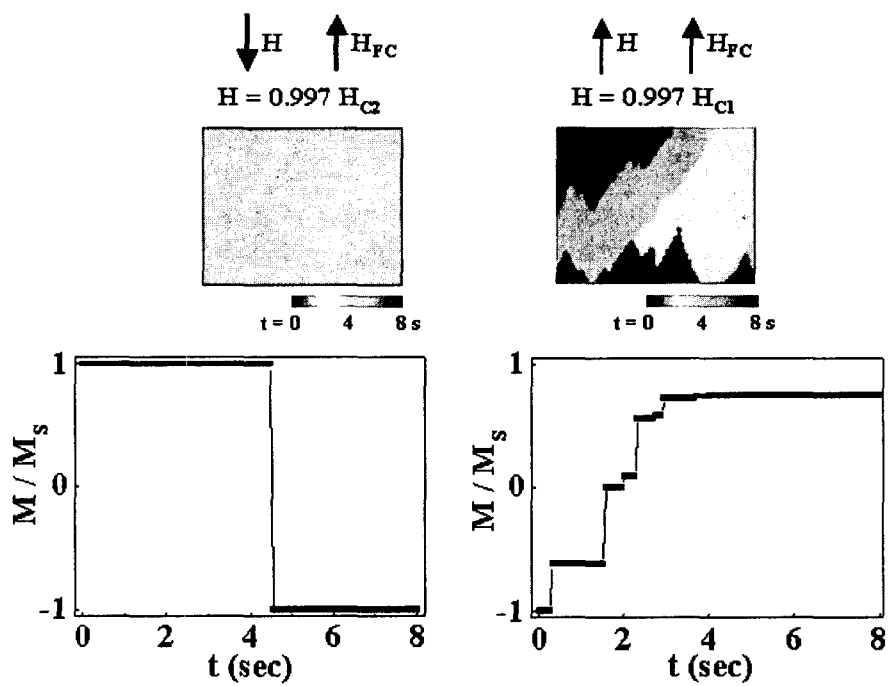 H H_FC H H_FC
H = 0.997 H_C2 H = 0.997 H_C1
t = 0 4 8 s t = 0 4 8 s
M / M_S
1
0
-1
0 2 4 6 8
t (sec)
M / M_S
1
0
-1
0 2 4 6 8
t (sec)